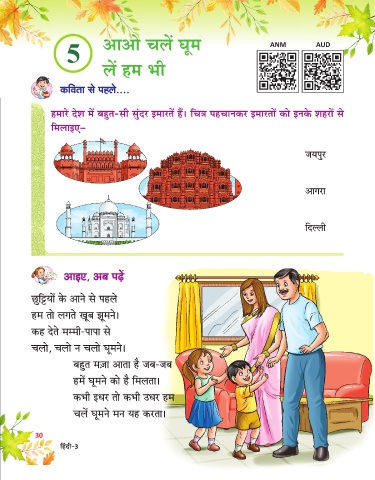 5
आओ चलें घूम
लें हम भी
ANM
AUD
कविता से पहले....
हमारे देश में बहुत-सी सुंदर इमारतें हैं। चित्र पहचानकर इमारतों को इनके शहरों से
मिलाइए–
जयपुर
आगरा
दिल्ली
आइए, अब पढ़ें
छुट्टियों के आने से पहले
हम तो लगते खूब झूमने।
कह देते मम्मी-पापा से
चलो, चलो न चलो घूमने।
बहुत मज़ा आता है जब-जब
हमें घूमने को है मिलता।
कभी इधर तो कभी उधर हम
चलें घूमने मन यह करता।
30
हिंदी-3